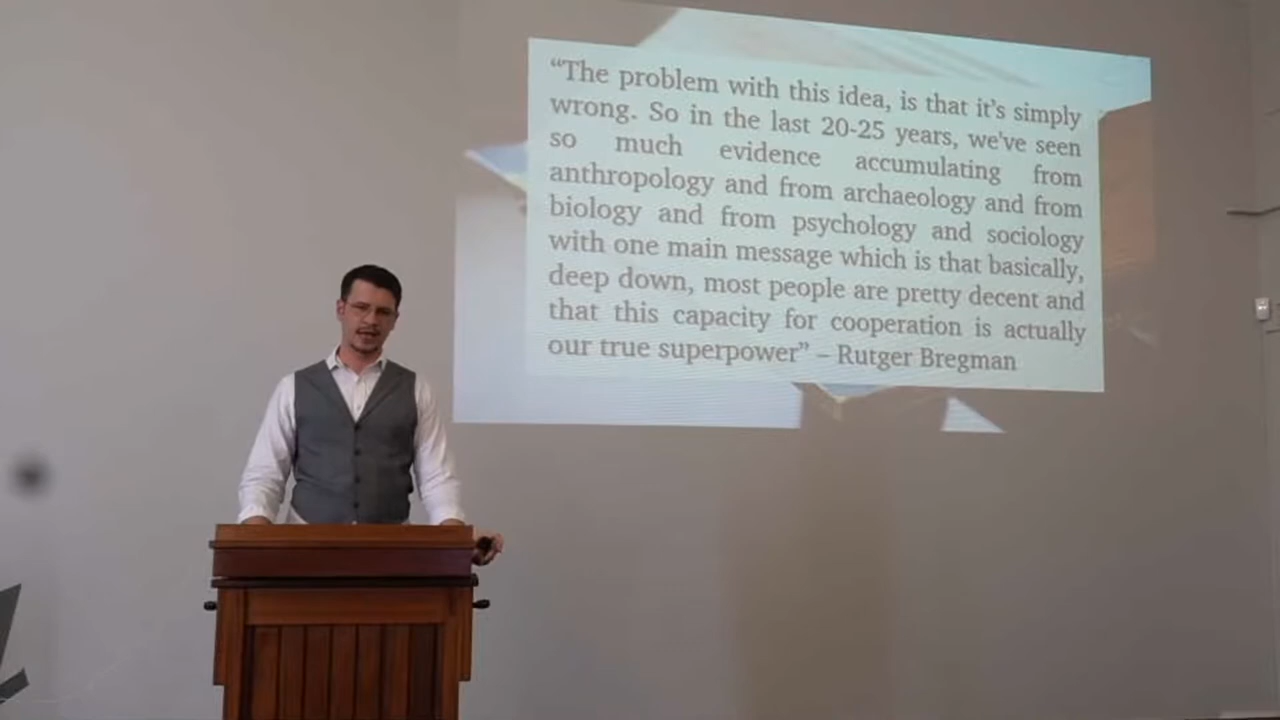 “The problem with this idea, is that it’s simply
wrong. So in the last 20-25 years, we've seen
so much evidence accumulating from
anthropology and from archaeology and from
biology and from psychology and sociology
with one main message which is that basically,
deep down, most people are pretty decent and
that this capacity for cooperation is actually
our true superpower” – Rutger Bregman